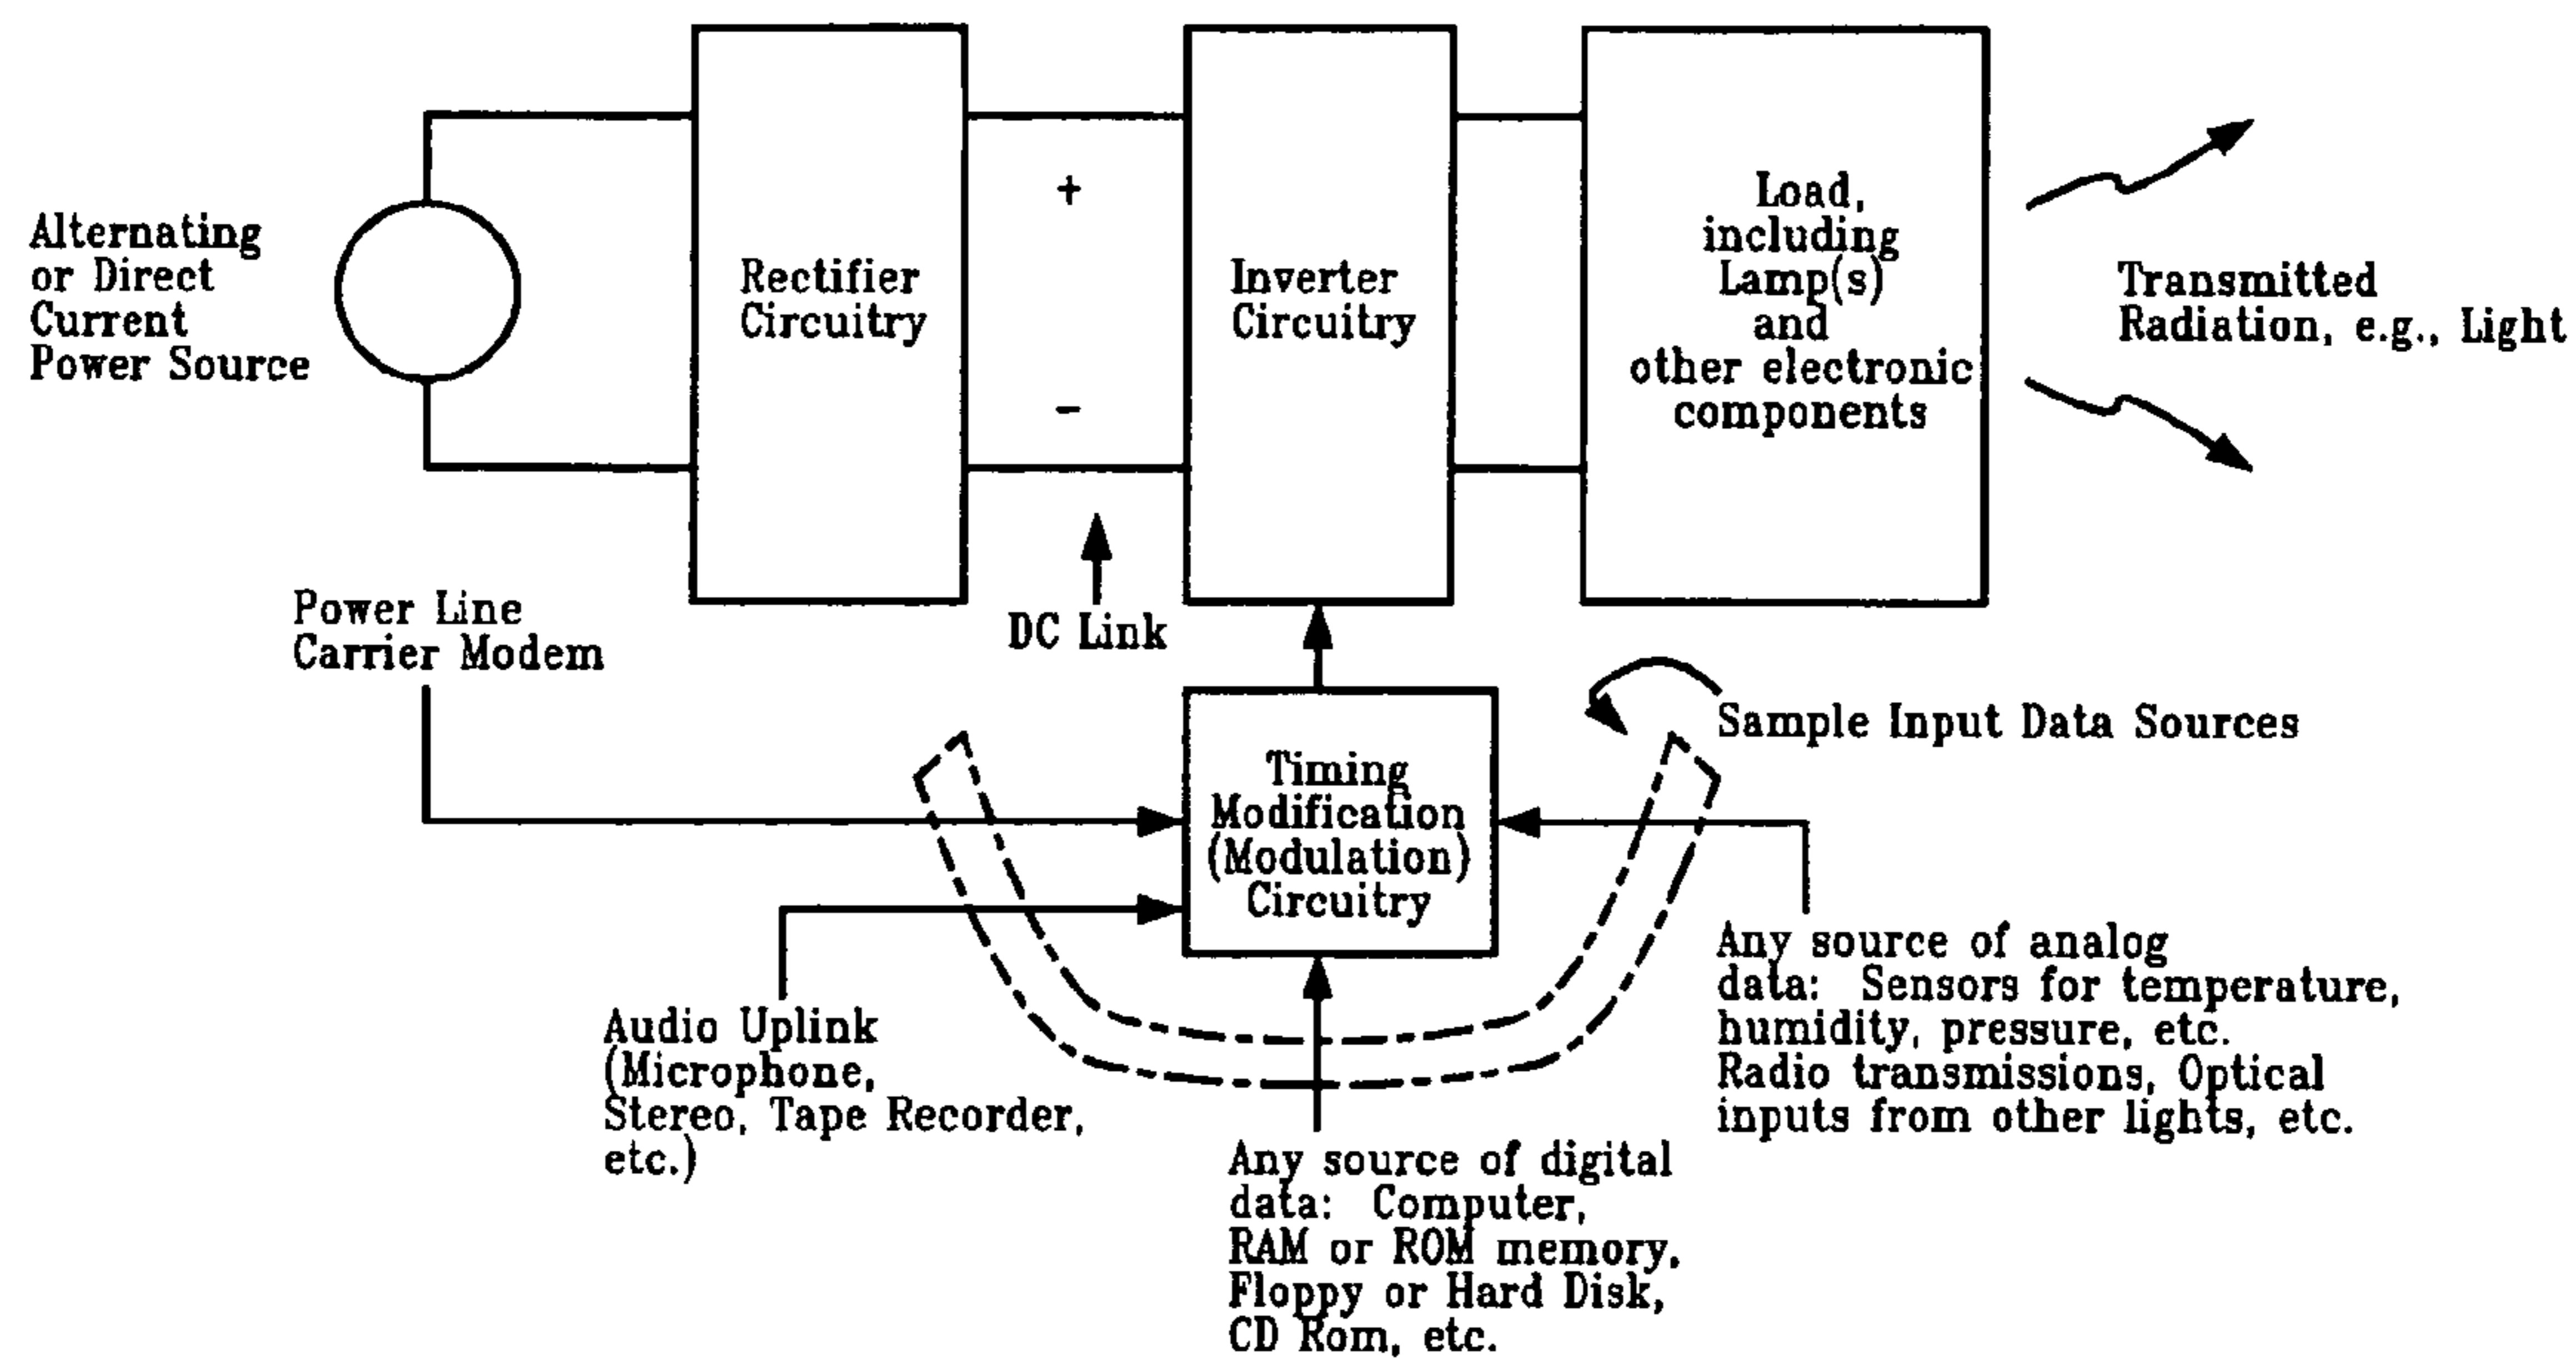 Alternating
or Direct
Current
Power Source
Rectifier
Circuitry
+
-
DC Link
Inverter
Circuitry
Load,
including
Lamp(s)
and
other electronic
components
Transmitted
Radiation, e.g., Light
Power Line
Carrier Modem
Timing
Modification
(Modulation)
Circuitry
Sample Input Data Sources
Audio Uplink
(Microphone,
Stereo, Tape Recorder,
etc.)
Any source of digital
data: Computer,
RAM or ROM memory,
Floppy or Hard Disk,
CD Rom, etc.
Any source of analog
data: Sensors for temperature,
humidity, pressure, etc.
Radio transmissions, Optical
inputs from other lights, etc.